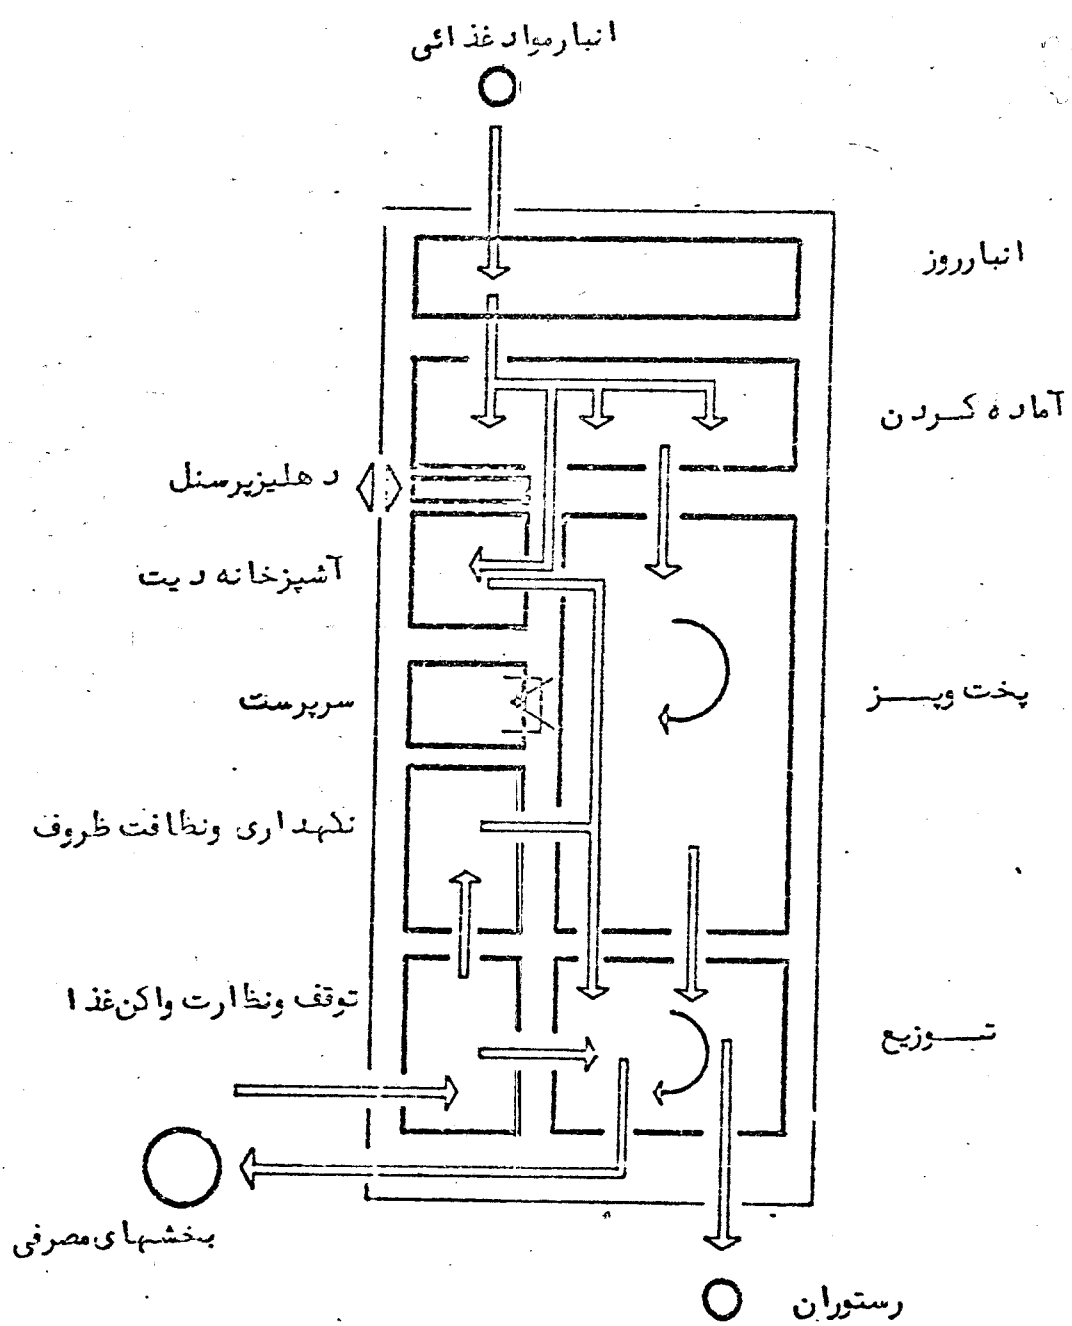 انبار مواد غذائی
انبار روز
آماده کردن
دهلیز پرسنل
آشپزخانه دیت
پخت و پز
سرپرست
نگهداری و نظافت ظروف
توقف و نظارت واکن غذا
توزیع
بخشهای مصرفی
رستوران